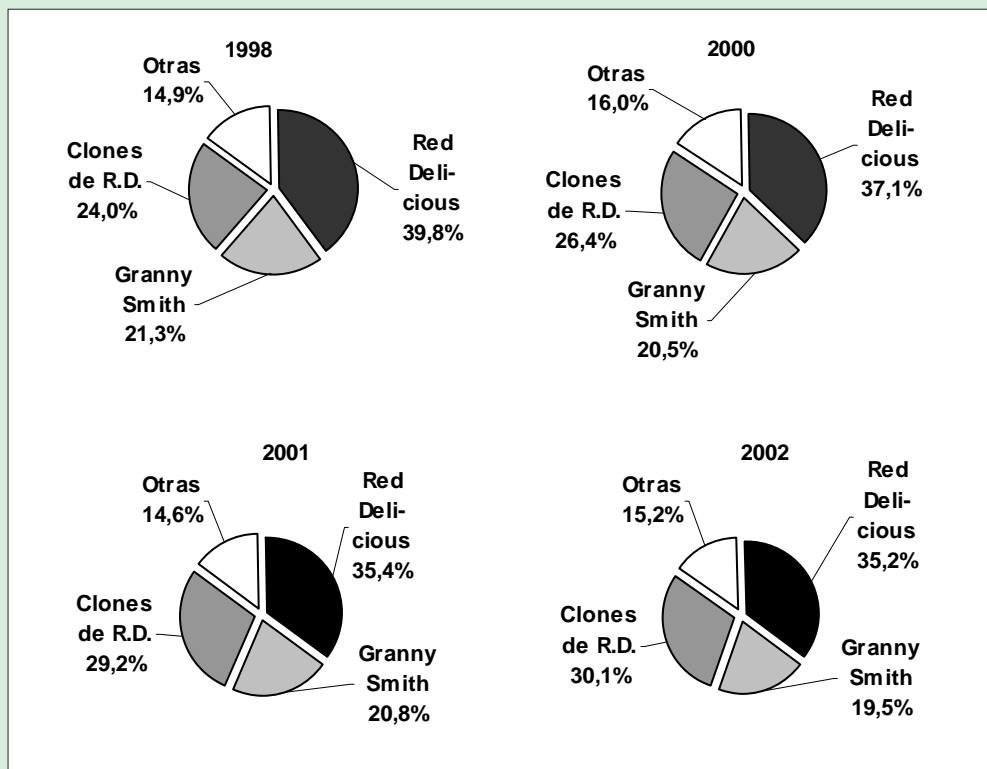 1998
Otras
14,9%
Red
Deli-
cious
39,8%
Clones
de R.D.
24,0%
Granny
Smith
21,3%
2000
Otras
16,0%
Red
Deli-
cious
37,1%
Clones
de R.D.
26,4%
Granny
Smith
20,5%
2001
Otras
14,6%
Red
Deli-
cious
35,4%
Clones
de R.D.
29,2%
Granny
Smith
20,8%
2002
Otras
15,2%
Red
Deli-
cious
35,2%
Clones
de R.D.
30,1%
Granny
Smith
19,5%